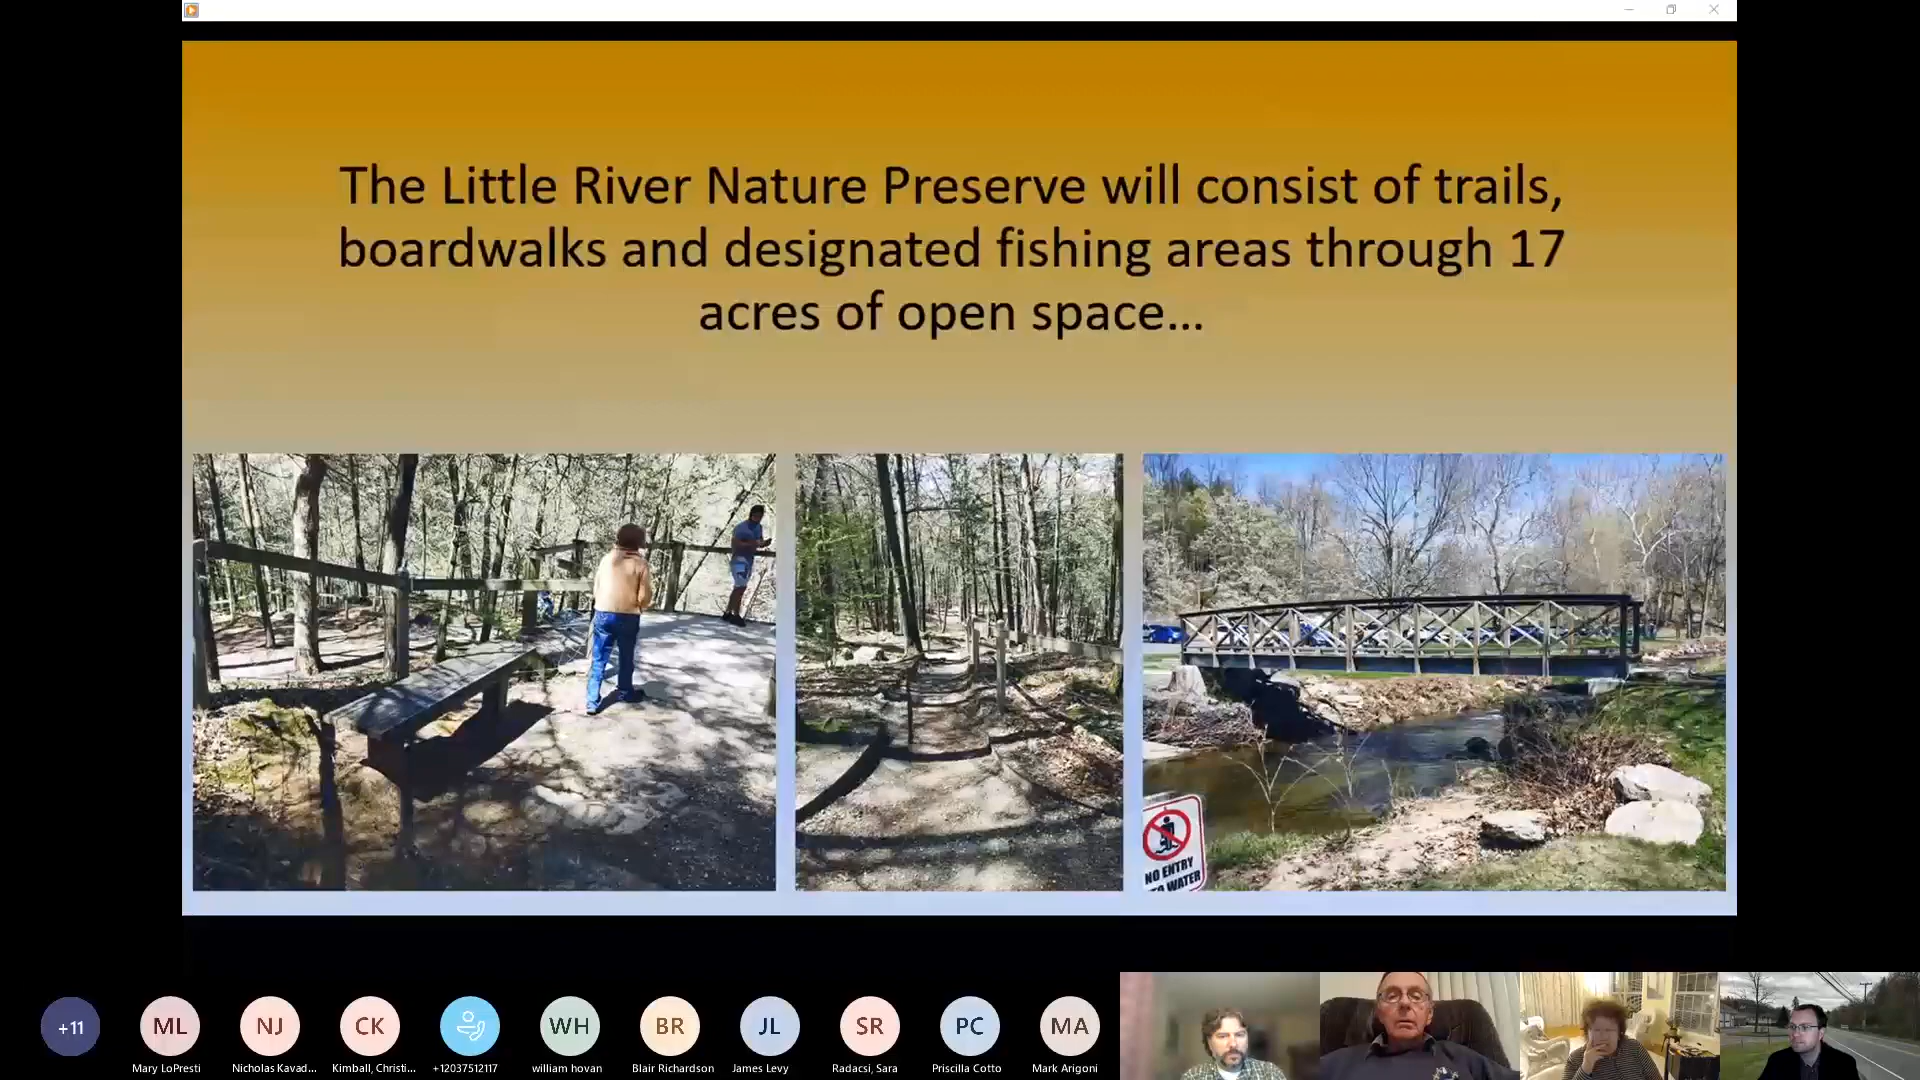 The Little River Nature Preserve will consist of trails,
boardwalks and designated fishing areas through 17
acres of open space...
NO ENTRY
TO WATER
+11
ML
NJ
CK
WH
BR
JL
SR
PC
MA
Mary LoPresti
Nicholas Kavad...
Kimball, Christi...
+12037512117
william hovan
Blair Richardson
James Levy
Radacsi, Sara
Priscilla Cotto
Mark Arigoni